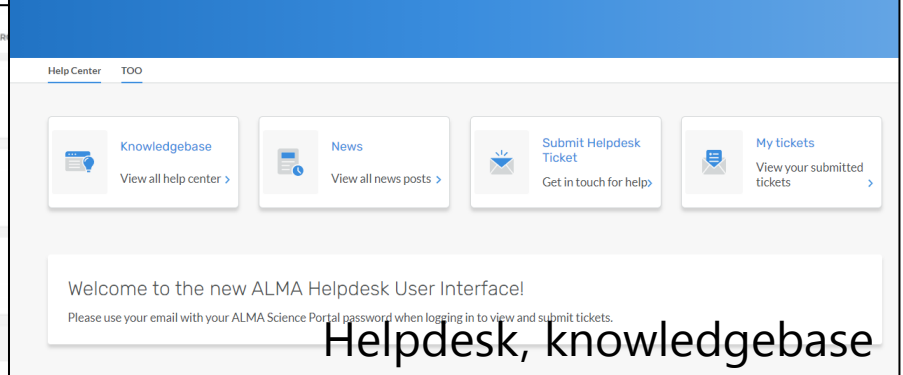 Help Center TOO
Knowledgebase
View all help center >
News
View all news posts >
Submit Helpdesk
Ticket
Get in touch for help>
My tickets
View your submitted
tickets >
Welcome to the new ALMA Helpdesk User Interface!
Please use your email with your ALMA Science Portal password when logging in to view and submit tickets.
Helpdesk, knowledgebase